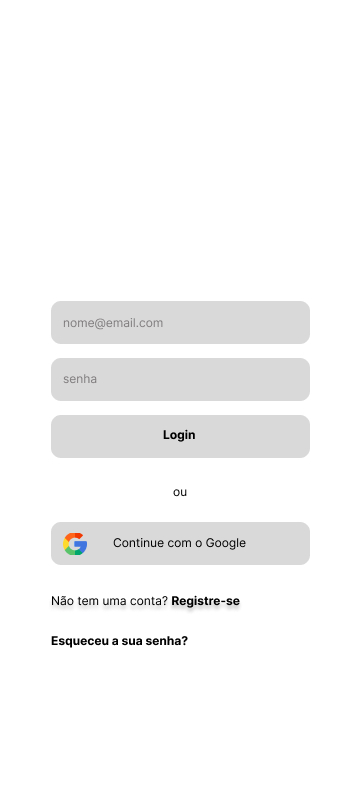 nome@email.com
senha
Login
ou
Continue com o Google
Não tem uma conta? Registre-se
Esqueceu a sua senha?